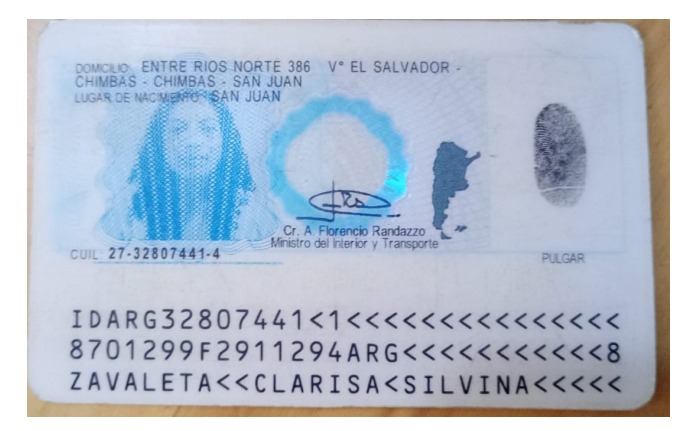 DOMICILIO: ENTRE RIOS NORTE 386 V° EL SALVADOR -
CHIMBAS - CHIMBAS - SAN JUAN
LUGAR DE NACIMIENTO: SAN JUAN
Cr. A. Florencio Randazzo
Ministro del Interior y Transporte
CUIL: 27-32807441-4
PULGAR
IDARG32807441<1<<<<<<<<<<<<<<<
8701299F2911294ARG<<<<<<<<<<<8
ZAVALETA<<CLARISA<SILVINA<<<<<